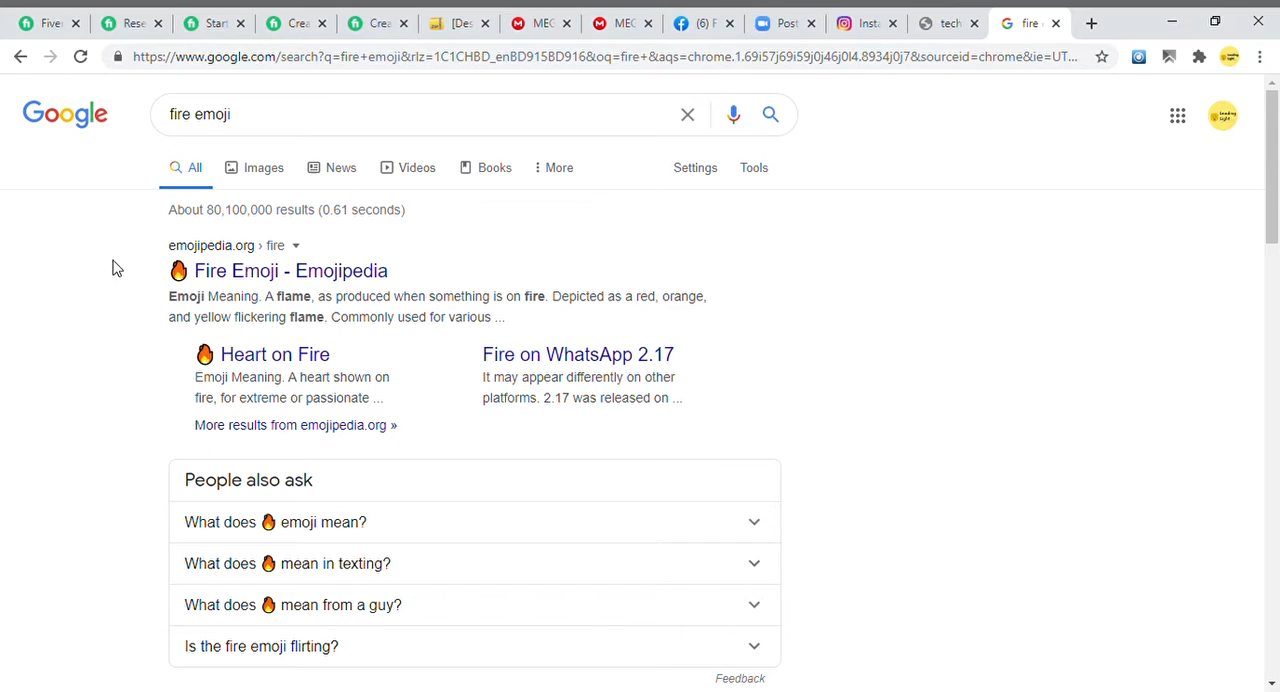 Fiver
Rese
Start
Crea
Crea
[Des
MEG
MEG
(6) F
Post
Insta
tech
fire
https://www.google.com/search?q=fire+emoji&rlz=1C1CHBD_enBD915BD916&oq=fire+&aqs=chrome.1.69i57j69i59j0j46j0l4.8934j0j7&sourceid=chrome&ie=UT...
Google
fire emoji
Leading
Light
All Images News Videos Books More Settings Tools
About 80,100,000 results (0.61 seconds)
emojipedia.org › fire
🔥 Fire Emoji - Emojipedia
Emoji Meaning. A flame, as produced when something is on fire. Depicted as a red, orange,
and yellow flickering flame. Commonly used for various ...
🔥 Heart on Fire
Emoji Meaning. A heart shown on
fire, for extreme or passionate ...
More results from emojipedia.org »
Fire on WhatsApp 2.17
It may appear differently on other
platforms. 2.17 was released on ...
People also ask
What does 🔥 emoji mean?
What does 🔥 mean in texting?
What does 🔥 mean from a guy?
Is the fire emoji flirting?
Feedback